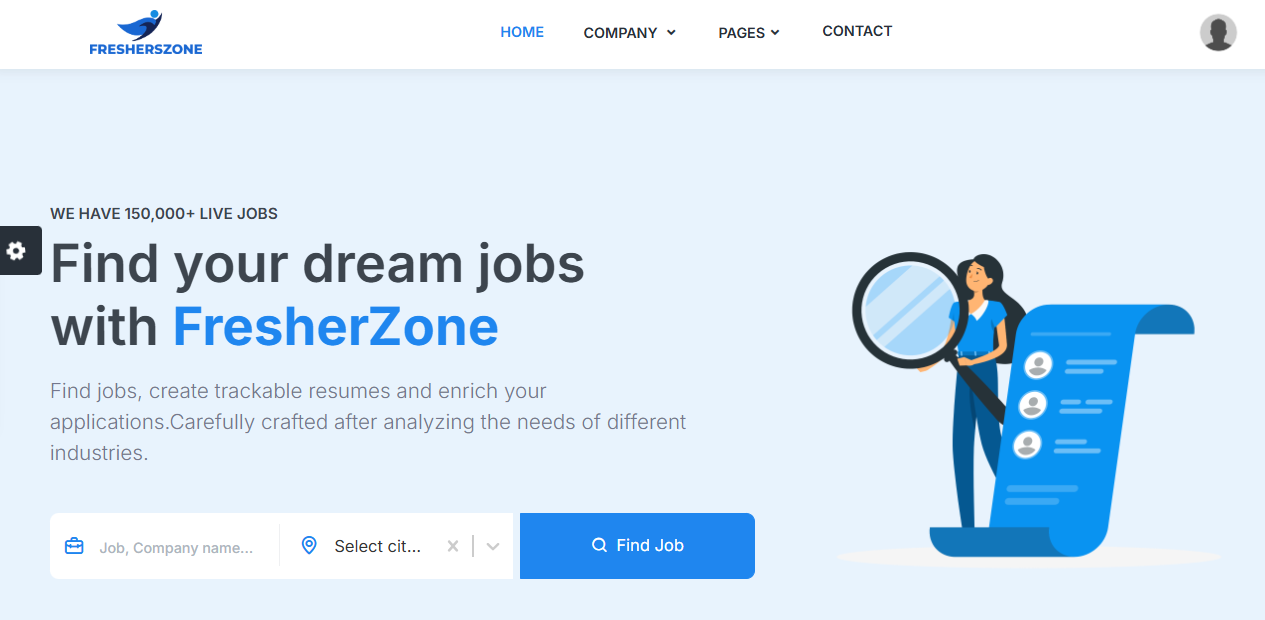 FRESHERSZONE
HOME COMPANY PAGES CONTACT
WE HAVE 150,000+ LIVE JOBS
Find your dream jobs
with FresherZone
Find jobs, create trackable resumes and enrich your
applications.Carefully crafted after analyzing the needs of different
industries.
Job, Company name... Select cit... Find Job